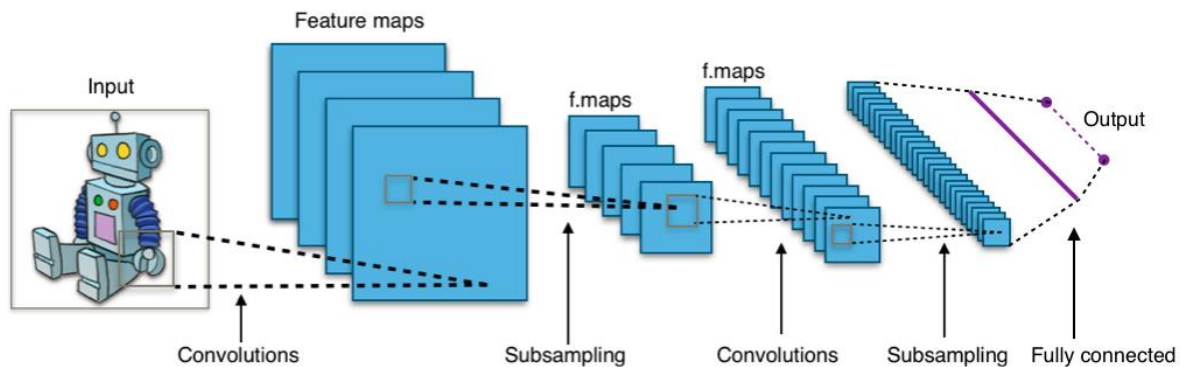 Feature maps
f.maps
Input
f.maps
Output
Convolutions
Subsampling
Convolutions
Subsampling
Fully connected